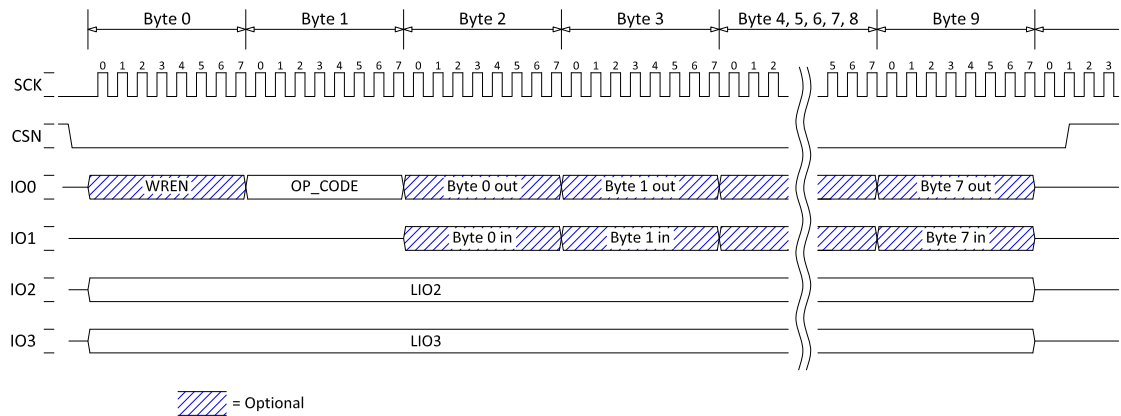 Byte 0 Byte 1 Byte 2 Byte 3 Byte 4, 5, 6, 7, 8 Byte 9
0 1 2 3 4 5 6 7 0 1 2 3 4 5 6 7 0 1 2 3 4 5 6 7 0 1 2 3 4 5 6 7 0 1 2 5 6 7 0 1 2 3 4 5 6 7 0 1 2 3
SCK
CSN
IO0 WREN OP_CODE Byte 0 out Byte 1 out Byte 7 out
IO1 Byte 0 in Byte 1 in Byte 7 in
IO2 LIO2
IO3 LIO3
= Optional